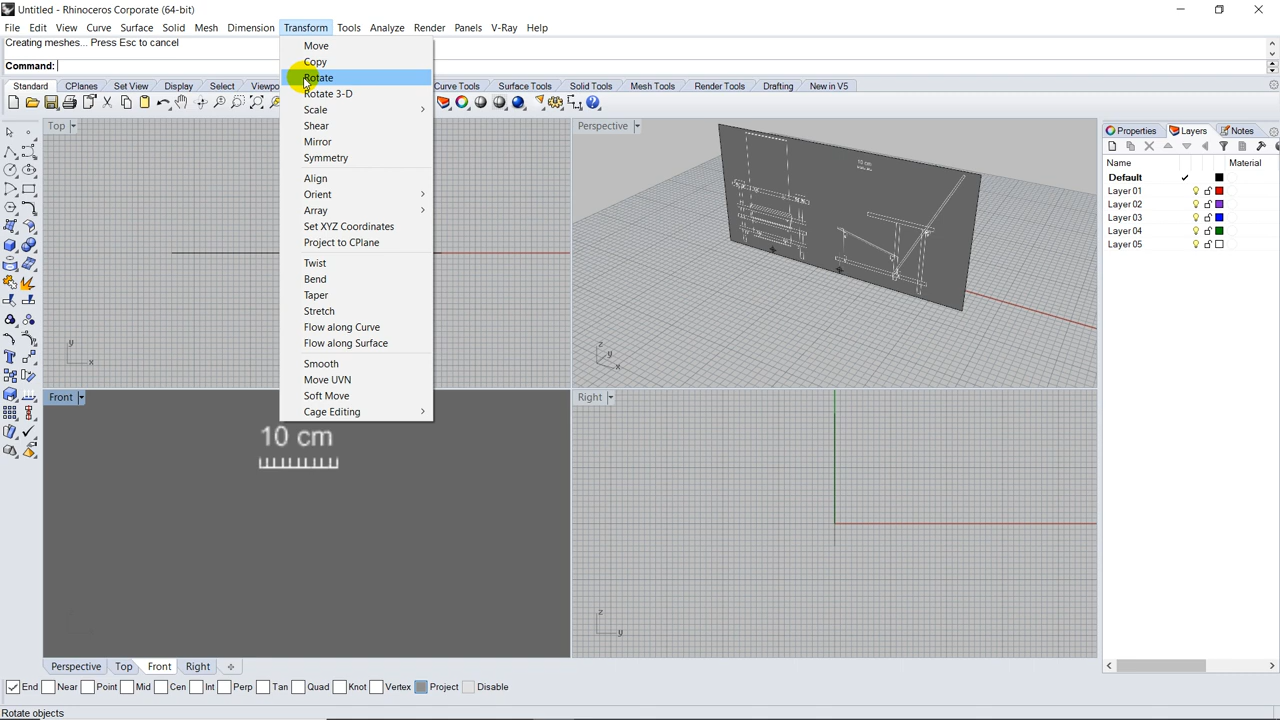 Untitled - Rhinoceros Corporate (64-bit)
File Edit View Curve Surface Solid Mesh Dimension Transform Tools Analyze Render Panels V-Ray Help
Creating meshes... Press Esc to cancel
Command:
Standard CPlanes Set View Display Select Curve Tools Surface Tools Solid Tools Mesh Tools Render Tools Drafting New in V5
Move
Copy
Rotate
Rotate 3-D
Scale
Shear
Mirror
Symmetry
Align
Orient
Array
Set XYZ Coordinates
Project to CPlane
Twist
Bend
Taper
Stretch
Flow along Curve
Flow along Surface
Smooth
Move UVN
Soft Move
Cage Editing
Top
y
x
Perspective
10 cm
z
y
x
Front
10 cm
Right
z
y
Properties Layers Notes
Name Material
Default
Layer 01
Layer 02
Layer 03
Layer 04
Layer 05
Perspective Top Front Right
End Near Point Mid Cen Int Perp Tan Quad Knot Vertex Project Disable
Rotate objects